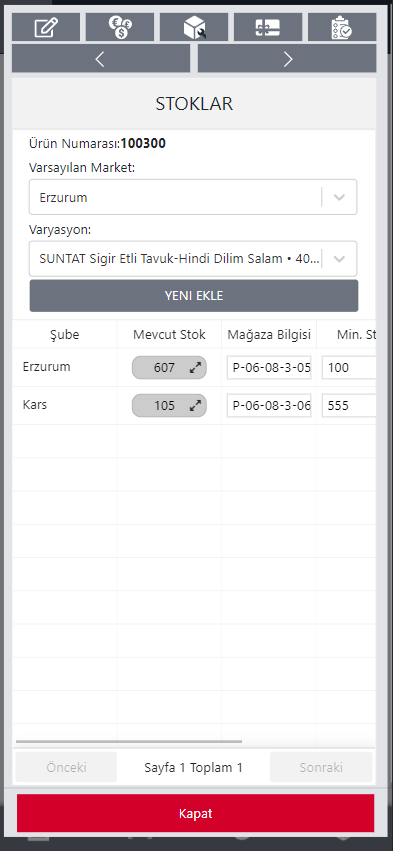 STOKLAR
Ürün Numarası:100300
Varsayılan Market:
Erzurum
Varyasyon:
SUNTAT Sigir Etli Tavuk-Hindi Dilim Salam • 40...
YENI EKLE
Şube Mevcut Stok Mağaza Bilgisi Min. St
Erzurum 607 P-06-08-3-05 100
Kars 105 P-06-08-3-06 555
Önceki Sayfa 1 Toplam 1 Sonraki
Kapat